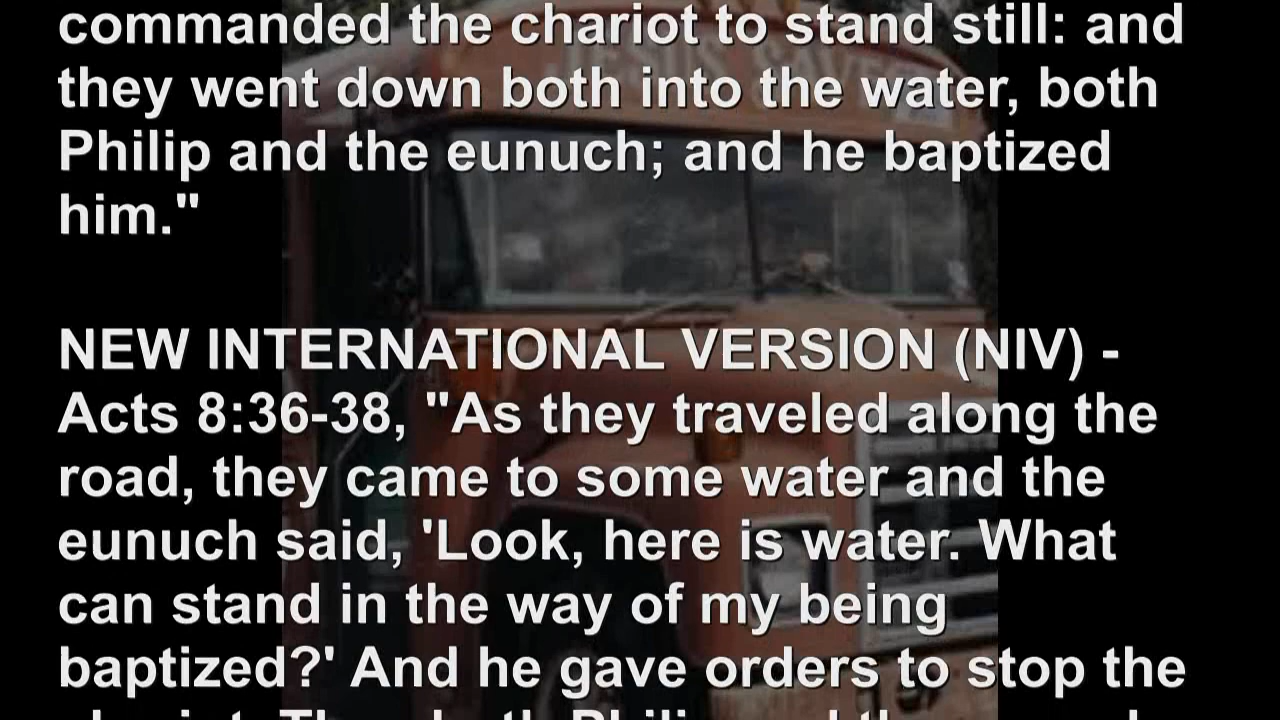 JESUS SAVES
commanded the chariot to stand still: and
they went down both into the water, both
Philip and the eunuch; and he baptized
him."
NEW INTERNATIONAL VERSION (NIV) -
Acts 8:36-38, "As they traveled along the
road, they came to some water and the
eunuch said, 'Look, here is water. What
can stand in the way of my being
baptized?' And he gave orders to stop the